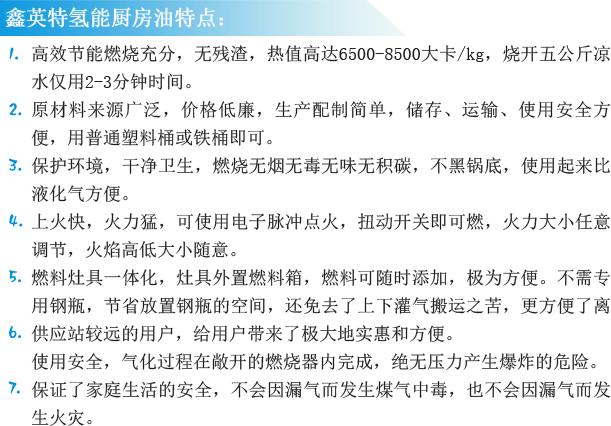 鑫英特氢能厨房油特点：
1. 高效节能燃烧充分，无残渣，热值高达6500-8500大卡/kg，烧开五公斤凉
水仅用2-3分钟时间。
2. 原材料来源广泛，价格低廉，生产配制简单，储存、运输、使用安全方
便，用普通塑料桶或铁桶即可。
3. 保护环境，干净卫生，燃烧无烟无毒无味无积碳，不黑锅底，使用起来比
液化气方便。
4. 上火快，火力猛，可使用电子脉冲点火，扭动开关即可燃，火力大小任意
调节，火焰高低大小随意。
5. 燃料灶具一体化，灶具外置燃料箱，燃料可随时添加，极为方便。不需专
用钢瓶，节省放置钢瓶的空间，还免去了上下灌气搬运之苦，更方便了离
6. 供应站较远的用户，给用户带来了极大地实惠和方便。
使用安全，气化过程在敞开的燃烧器内完成，绝无压力产生爆炸的危险。
7. 保证了家庭生活的安全，不会因漏气而发生煤气中毒，也不会因漏气而发
生火灾。